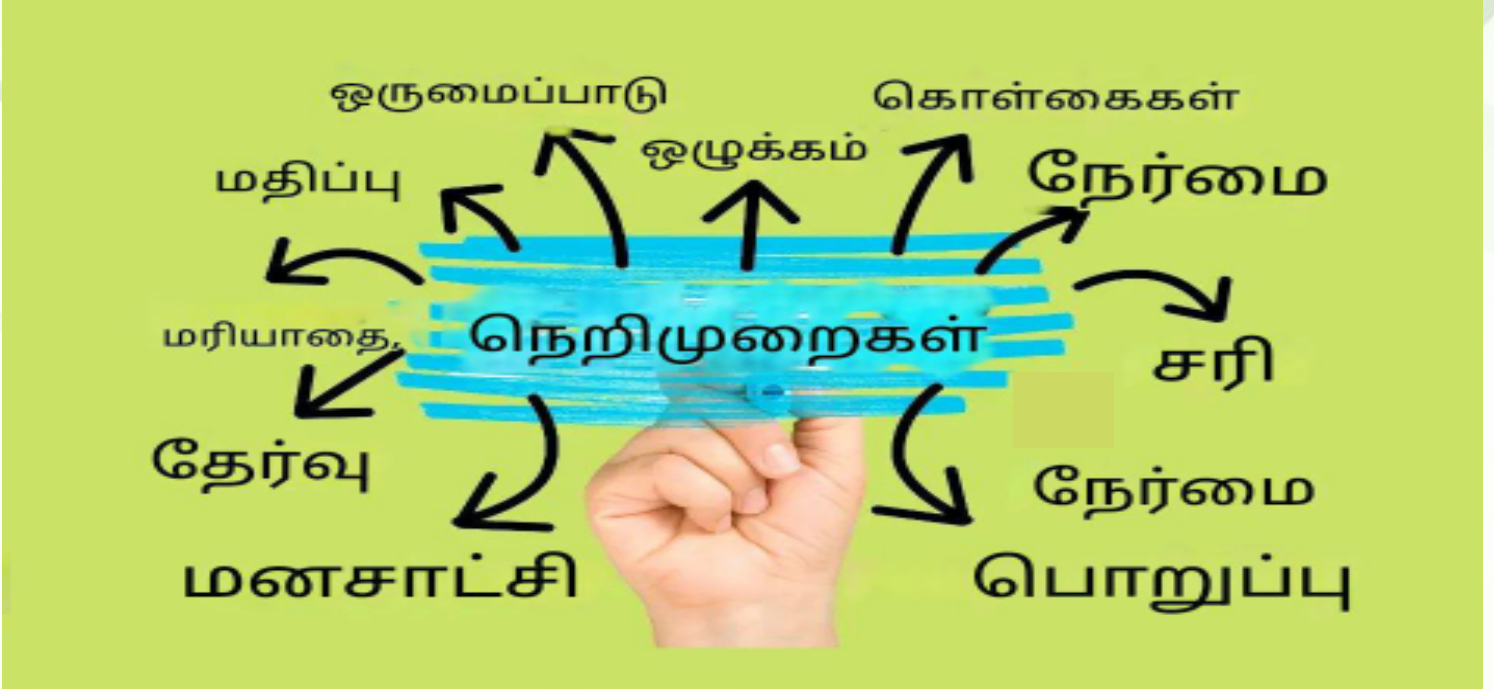 ஒருமைப்பாடு
கொள்கைகள்
ஒழுக்கம்
மதிப்பு
நேர்மை
மரியாதை,
நெறிமுறைகள்
சரி
தேர்வு
நேர்மை
மனசாட்சி
பொறுப்பு